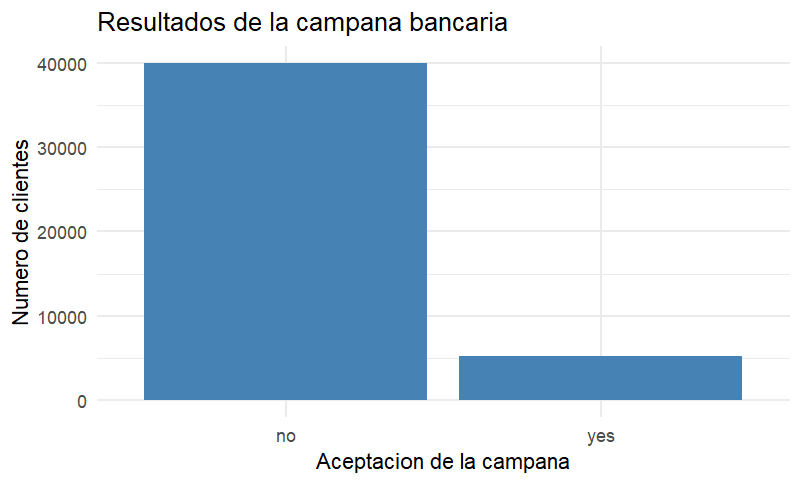 Resultados de la campana bancaria
Numero de clientes
40000
30000
20000
10000
0
no yes
Aceptacion de la campana